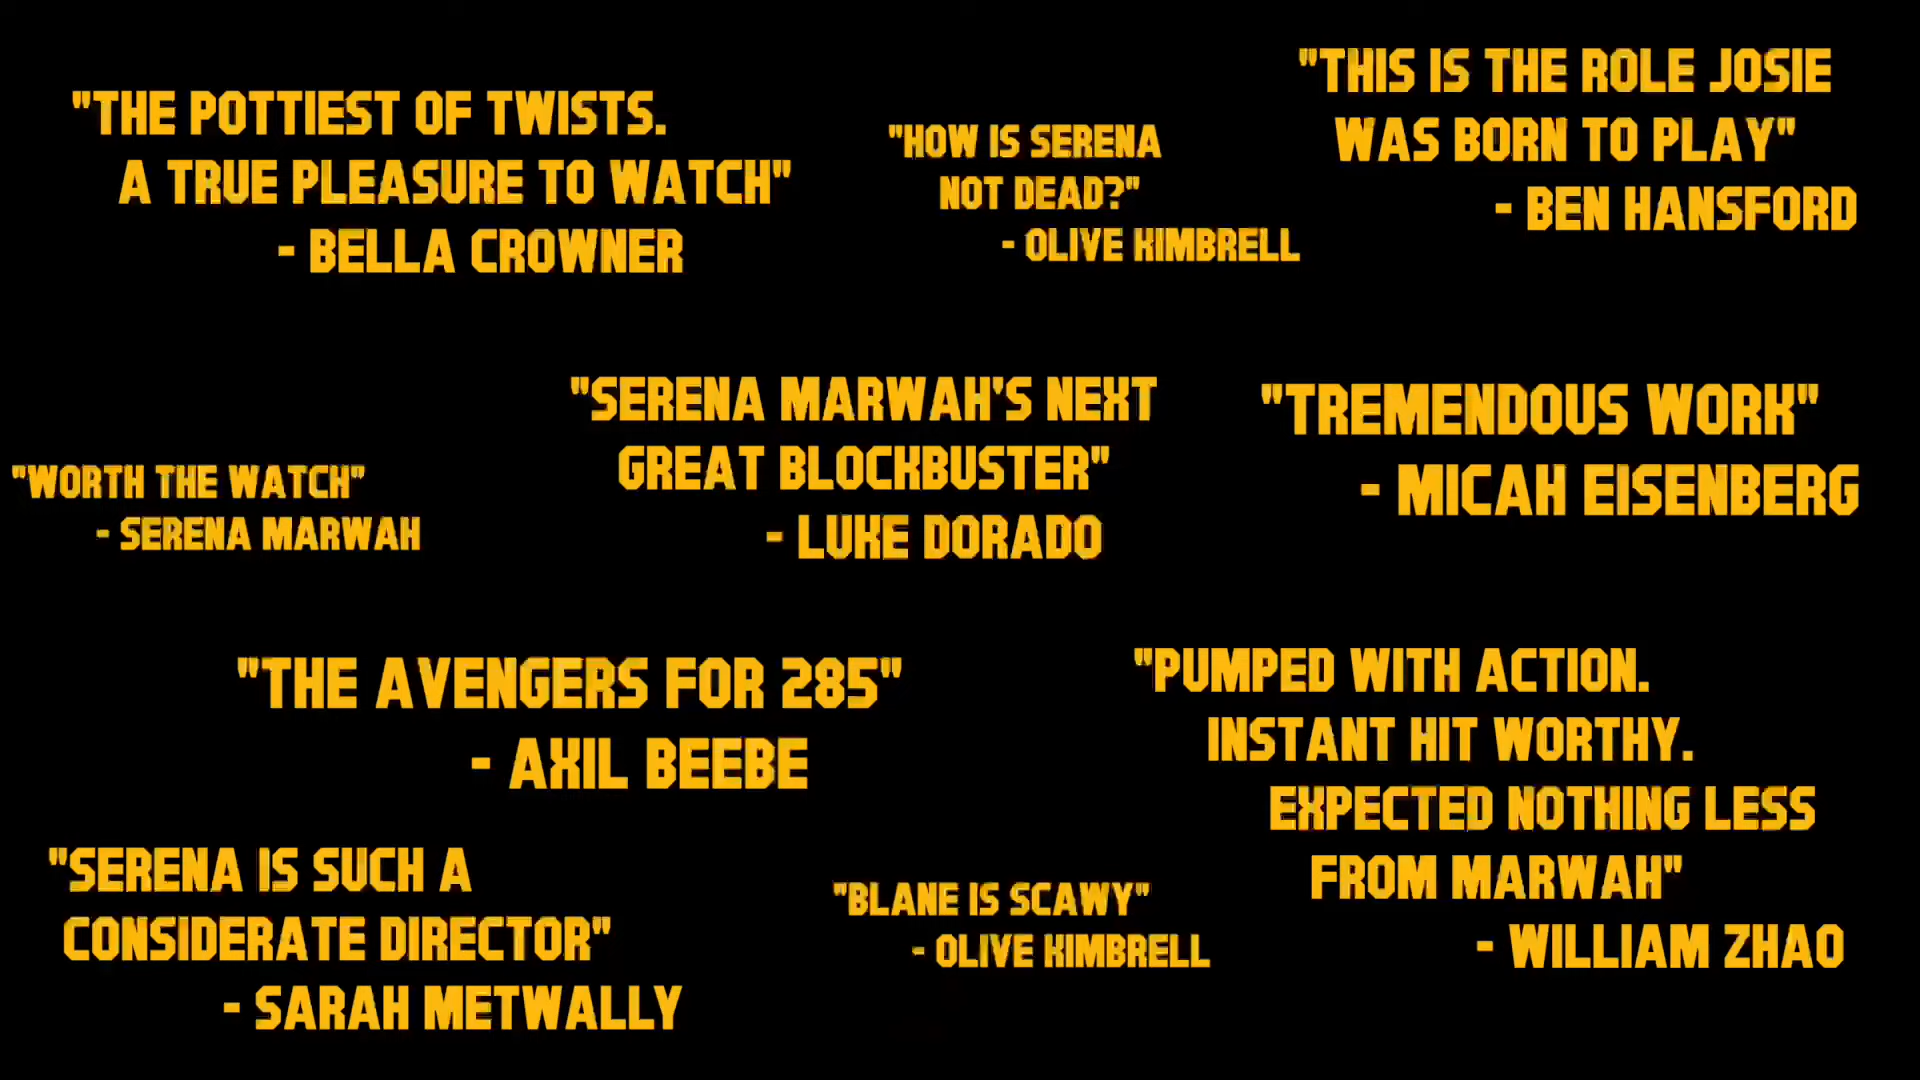 "THE POTTIEST OF TWISTS.
A TRUE PLEASURE TO WATCH"
- BELLA CROWNER
"HOW IS SERENA
NOT DEAD?"
- OLIVE KIMBRELL
"THIS IS THE ROLE JOSIE
WAS BORN TO PLAY"
- BEN HANSFORD
"WORTH THE WATCH"
- SERENA MARWAH
"SERENA MARWAH'S NEXT
GREAT BLOCKBUSTER"
- LUKE DORADO
"TREMENDOUS WORK"
- MICAH EISENBERG
"THE AVENGERS FOR 285"
- AXIL BEEBE
"PUMPED WITH ACTION.
INSTANT HIT WORTHY.
EXPECTED NOTHING LESS
FROM MARWAH"
- WILLIAM ZHAO
"SERENA IS SUCH A
CONSIDERATE DIRECTOR"
- SARAH METWALLY
"BLANE IS SCAWY"
- OLIVE KIMBRELL